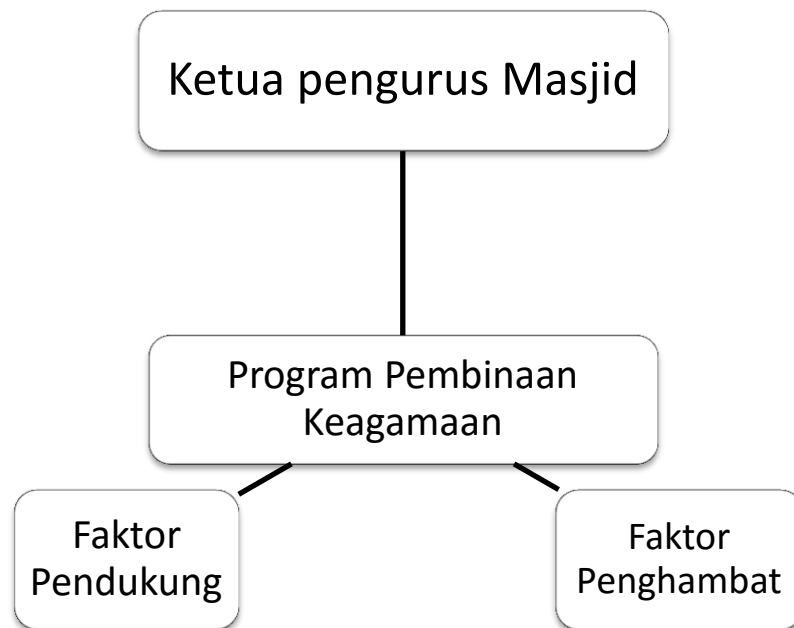 Ketua pengurus Masjid
Program Pembinaan
Keagamaan
Faktor
Pendukung
Faktor
Penghambat